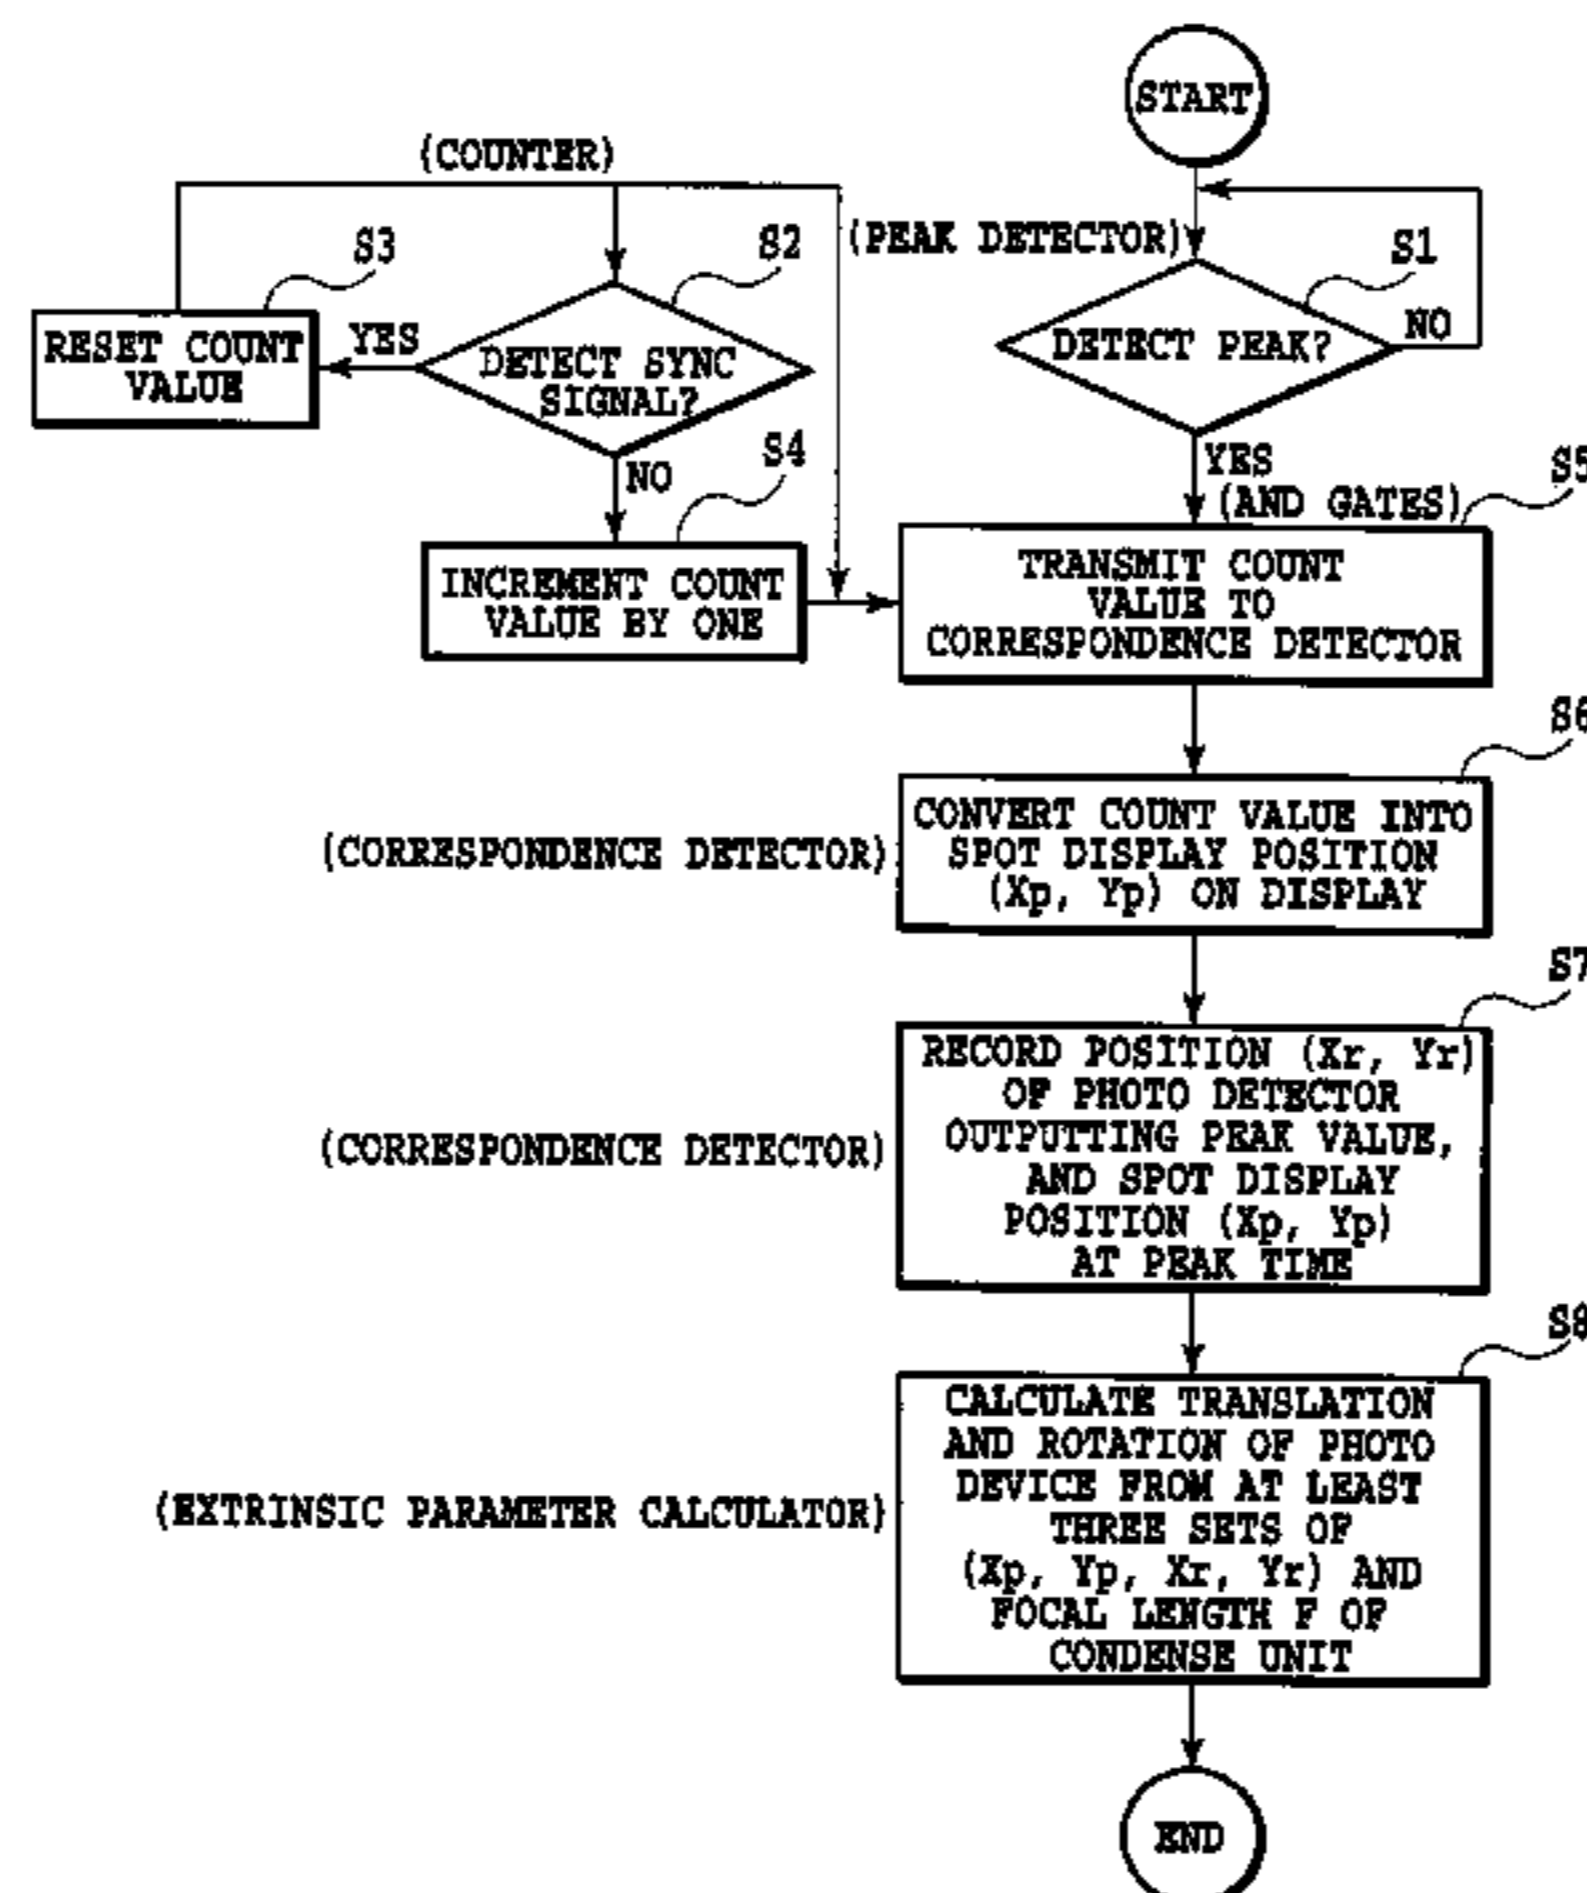 START
(COUNTER)
(PEAK DETECTOR)
S3
S2
S1
RESET COUNT
VALUE
YES
DETECT SYNC
SIGNAL?
DETECT PEAK?
NO
NO
S4
YES
(AND GATES)
S5
INCREMENT COUNT
VALUE BY ONE
TRANSMIT COUNT
VALUE TO
CORRESPONDENCE DETECTOR
S6
(CORRESPONDENCE DETECTOR)
CONVERT COUNT VALUE INTO
SPOT DISPLAY POSITION
(Xp, Yp) ON DISPLAY
S7
(CORRESPONDENCE DETECTOR)
RECORD POSITION (Xr, Yr)
OF PHOTO DETECTOR
OUTPUTTING PEAK VALUE,
AND SPOT DISPLAY
POSITION (Xp, Yp)
AT PEAK TIME
S8
(EXTRINSIC PARAMETER CALCULATOR)
CALCULATE TRANSLATION
AND ROTATION OF PHOTO
DEVICE FROM AT LEAST
THREE SETS OF
(Xp, Yp, Xr, Yr) AND
FOCAL LENGTH F OF
CONDENSE UNIT
END